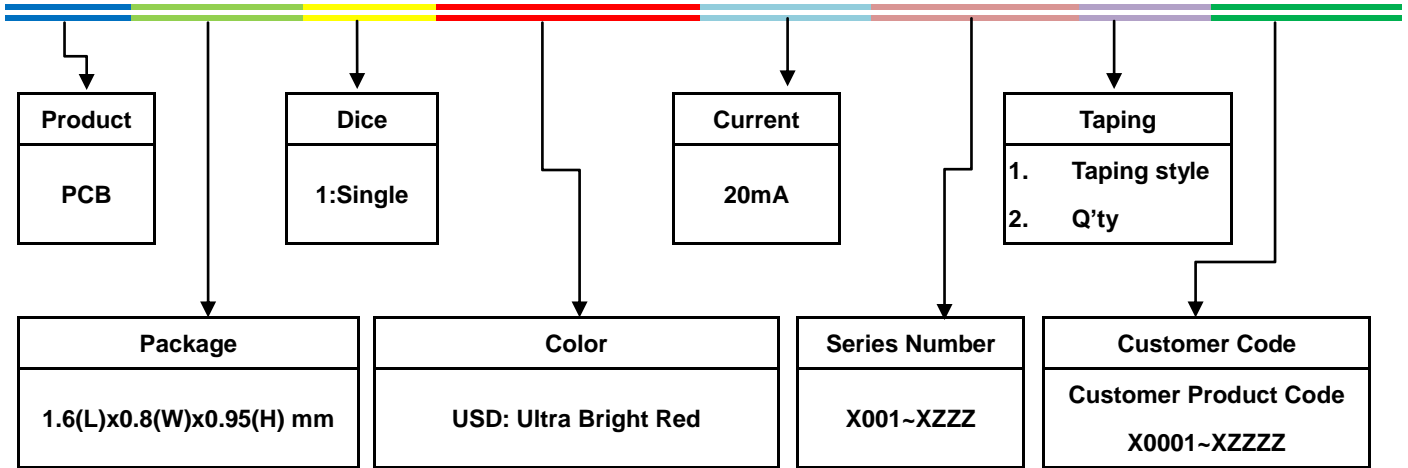 Product
PCB
Dice
1:Single
Current
20mA
Taping
1. Taping style
2. Q’ty
Package
1.6(L)x0.8(W)x0.95(H) mm
Color
USD: Ultra Bright Red
Series Number
X001~XZZZ
Customer Code
Customer Product Code
X0001~XZZZZ